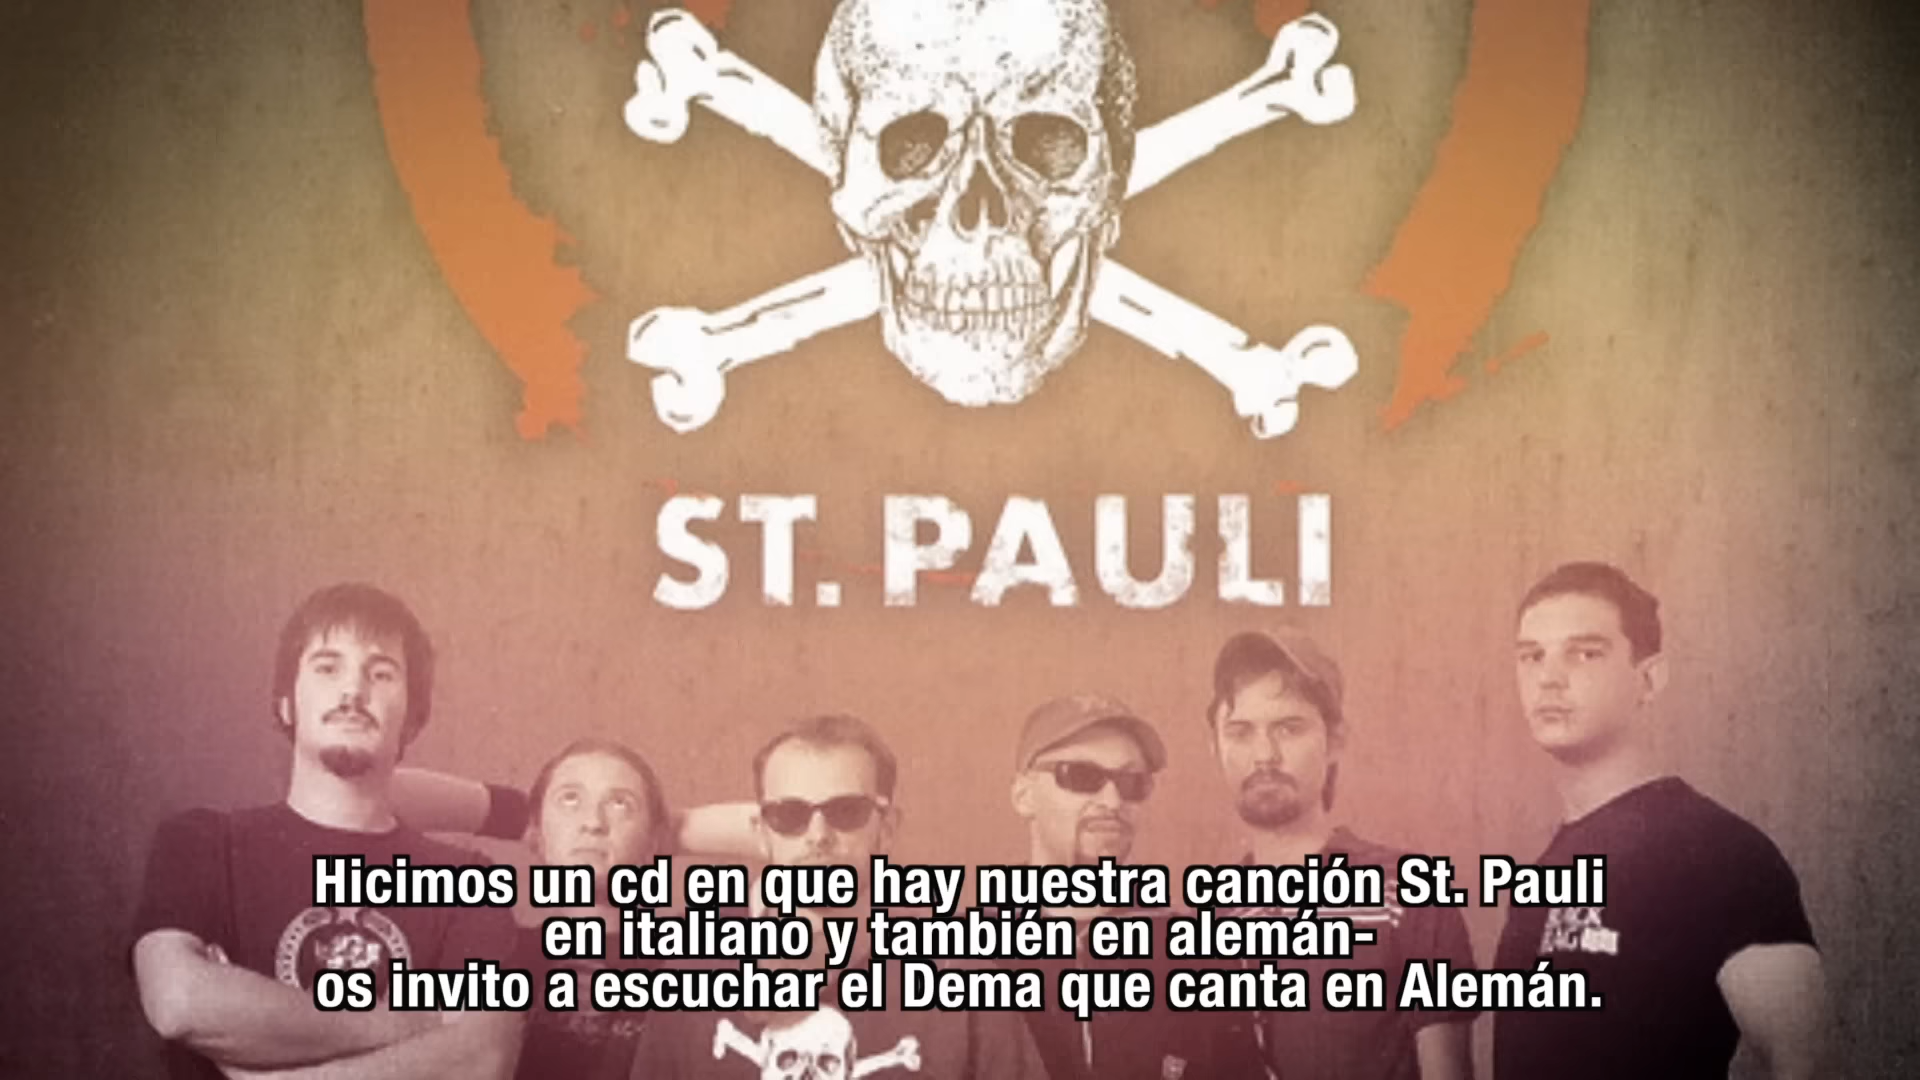 ST. PAULI
Hicimos un cd en que hay nuestra canción St. Pauli
en italiano y también en alemán-
os invito a escuchar el Dema que canta en Alemán.